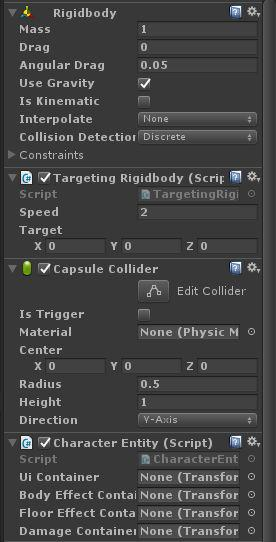 Rigidbody
Mass 1
Drag 0
Angular Drag 0.05
Use Gravity
Is Kinematic
Interpolate None
Collision Detection Discrete
Constraints
Targeting Rigidbody (Scrip
Script TargetingRigi
Speed 2
Target
X 0 Y 0 Z 0
Capsule Collider
Edit Collider
Is Trigger
Material None (Physic M
Center
X 0 Y 0 Z 0
Radius 0.5
Height 1
Direction Y-Axis
Character Entity (Script)
Script CharacterEnt
Ui Container None (Transfor
Body Effect Contai None (Transfor
Floor Effect Conta None (Transfor
Damage Container None (Transfor